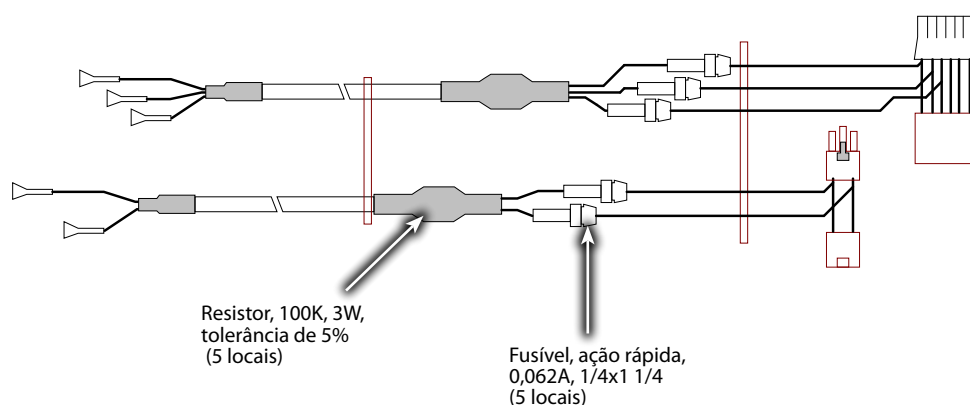 Resistor, 100K, 3W,
tolerância de 5%
(5 locais)
Fusível, ação rápida,
0,062A, 1/4x1 1/4
(5 locais)